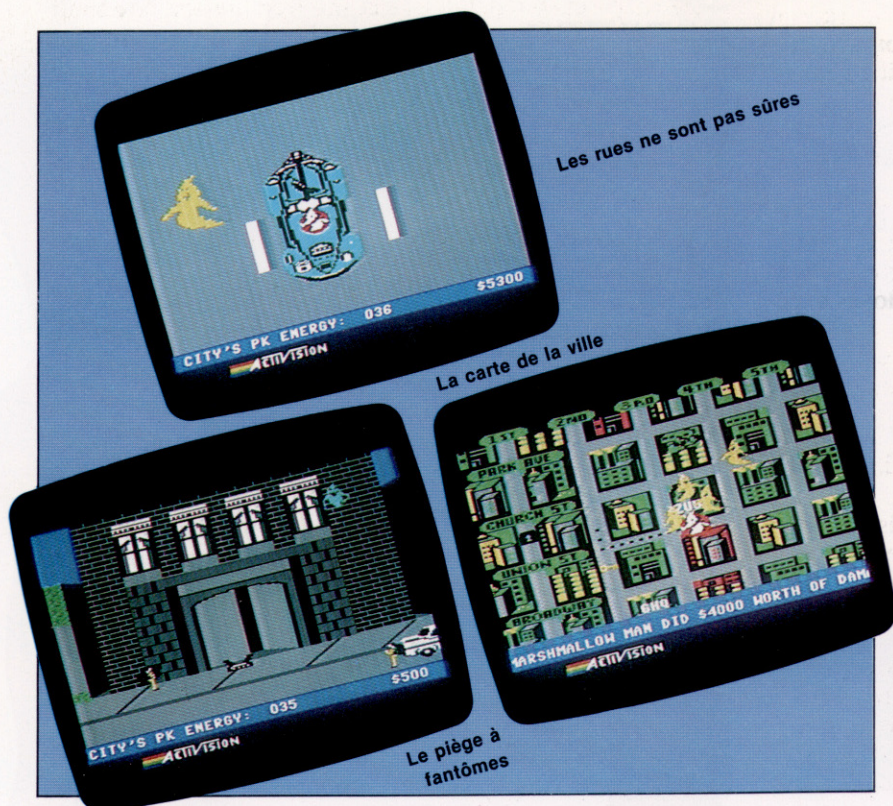 Les rues ne sont pas sûres
CITY'S PK ENERGY: 036 $5300
ACTIVISION
La carte de la ville
1ST 2ND 3RD 4TH 5TH
PARK AVE
CHURCH ST
UNION ST
BROADWAY
ZUUL
GHQ
MARSHMALLOW MAN DID $4000 WORTH OF DAM
ACTIVISION
CITY'S PK ENERGY: 035 $500
ACTIVISION
Le piège à
fantômes